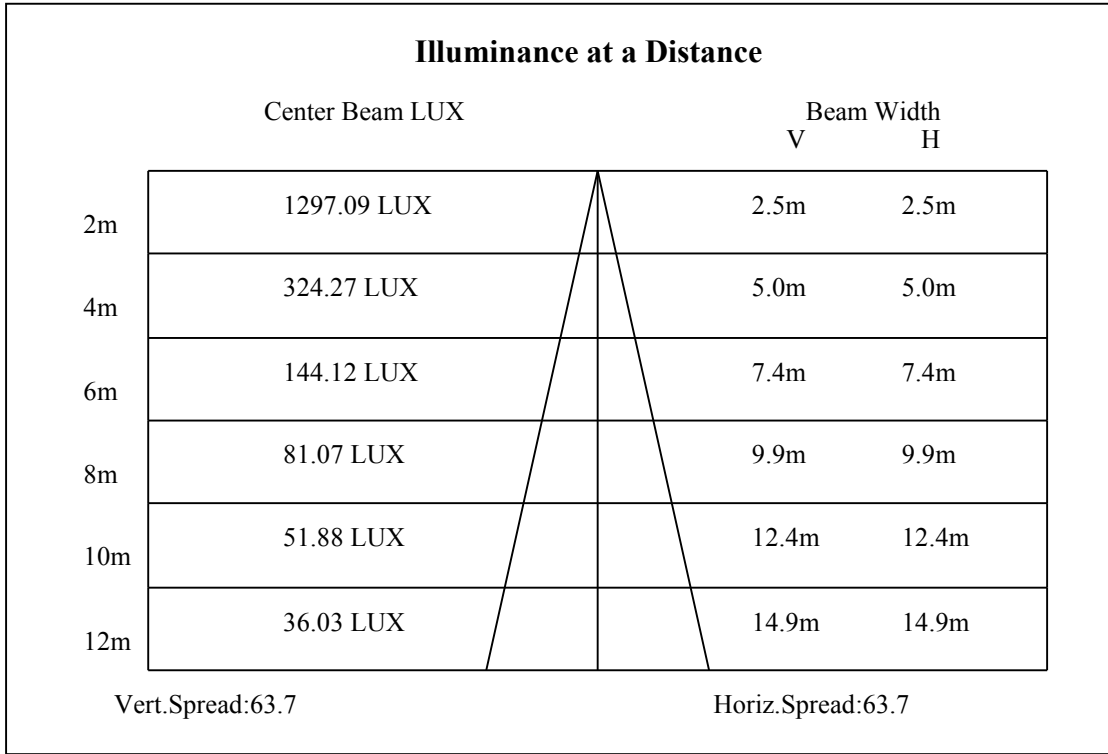 Illuminance at a Distance
Center Beam LUX Beam Width
V H
2m 1297.09 LUX 2.5m 2.5m
4m 324.27 LUX 5.0m 5.0m
6m 144.12 LUX 7.4m 7.4m
8m 81.07 LUX 9.9m 9.9m
10m 51.88 LUX 12.4m 12.4m
12m 36.03 LUX 14.9m 14.9m
Vert.Spread:63.7 Horiz.Spread:63.7